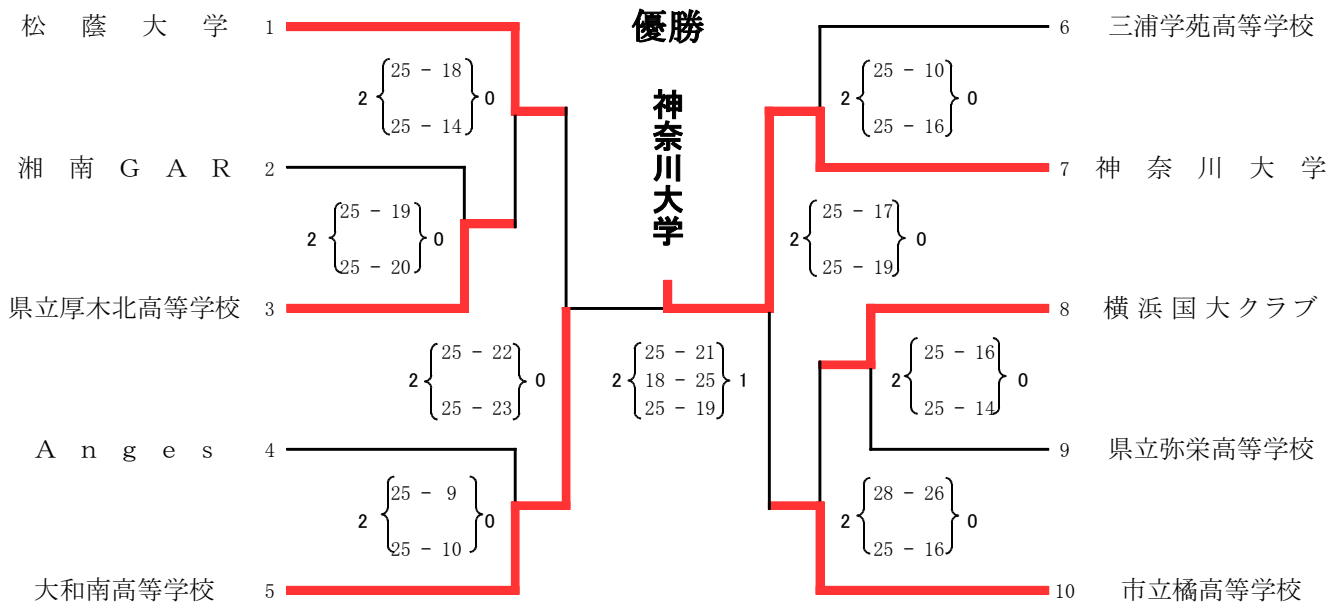 優勝
神奈川大学
松蔭大学 1
2 25 - 18 0
25 - 14
湘南GAR 2
2 25 - 19 0
25 - 20
県立厚木北高等学校 3
2 25 - 22 0
25 - 23
Anges 4
2 25 - 9 0
25 - 10
大和南高等学校 5
2 25 - 21 1
18 - 25
25 - 19
6 三浦学苑高等学校
2 25 - 10 0
25 - 16
7 神奈川大学
2 25 - 17 0
25 - 19
8 横浜国大クラブ
2 25 - 16 0
25 - 14
9 県立弥栄高等学校
2 28 - 26 0
25 - 16
10 市立橘高等学校